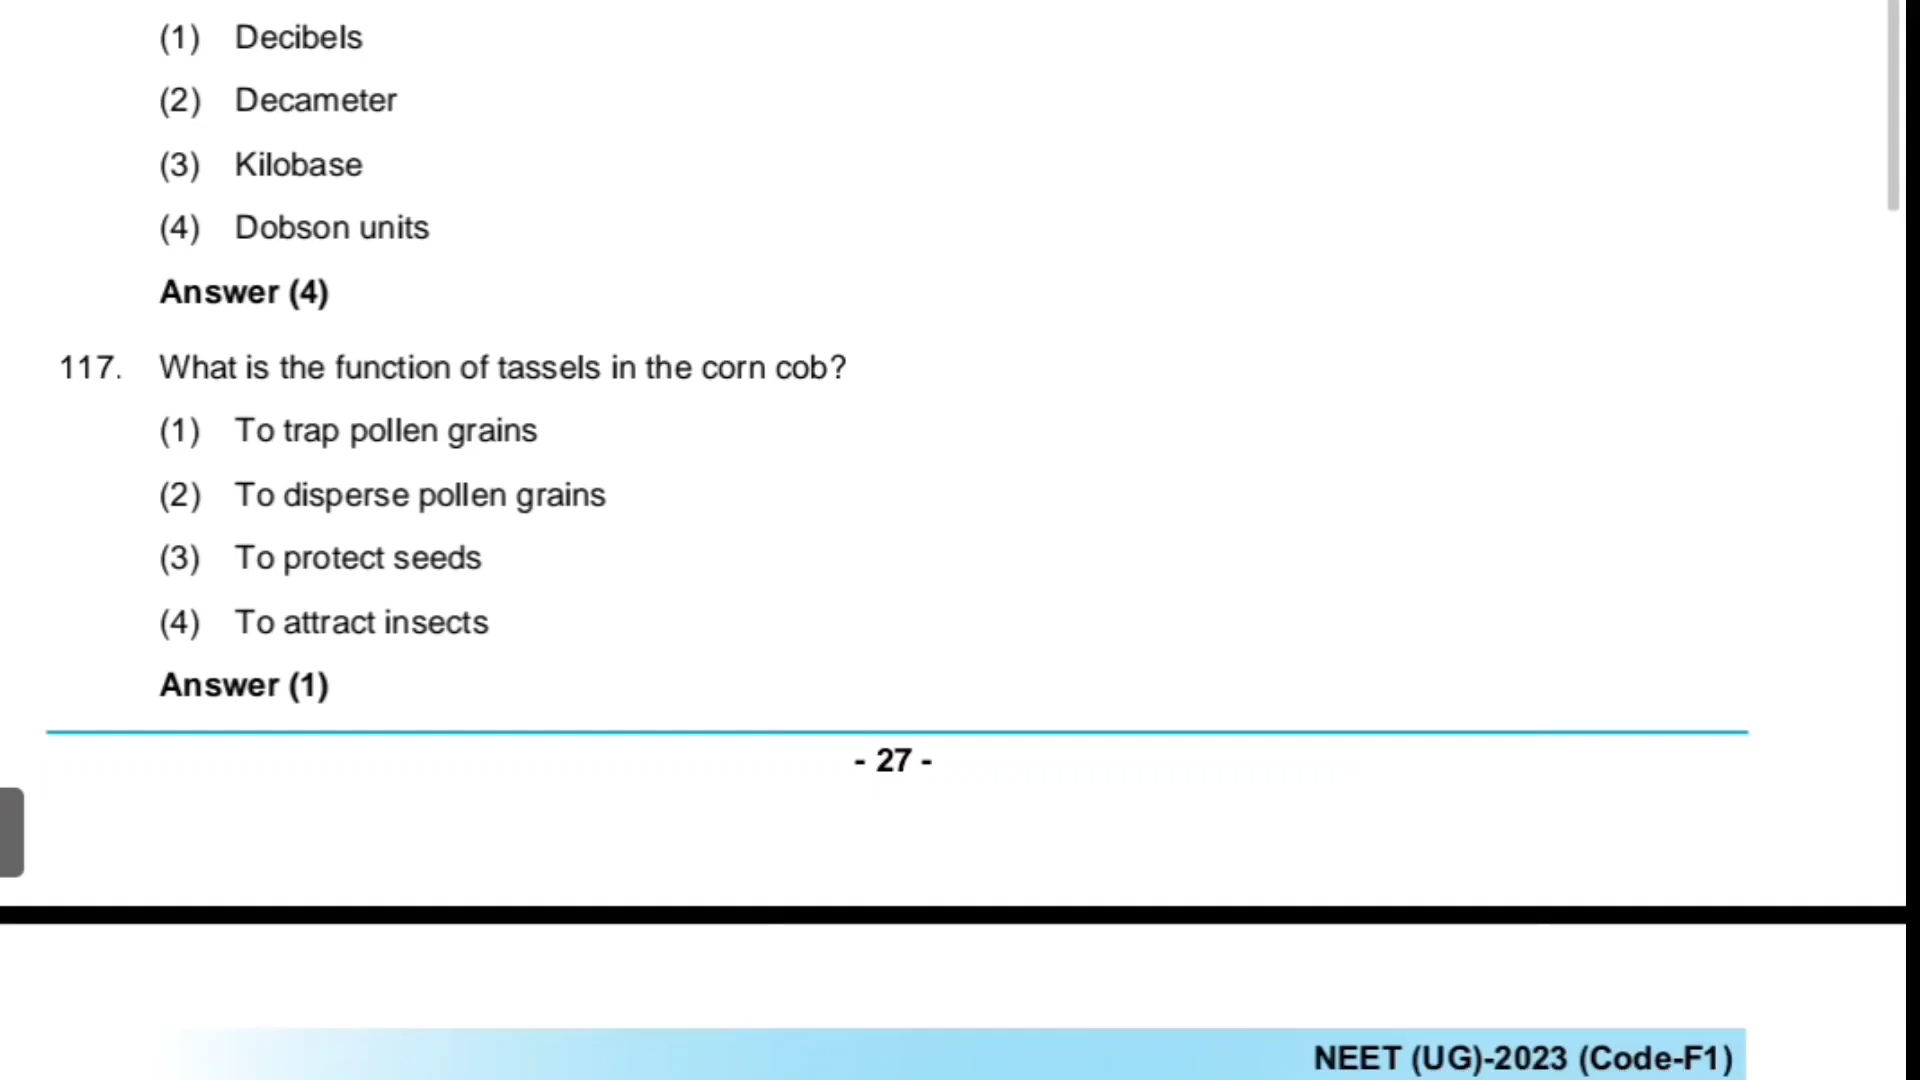 (1) Decibels
(2) Decameter
(3) Kilobase
(4) Dobson units
Answer (4)
117. What is the function of tassels in the corn cob?
(1) To trap pollen grains
(2) To disperse pollen grains
(3) To protect seeds
(4) To attract insects
Answer (1)
- 27 -
NEET (UG)-2023 (Code-F1)